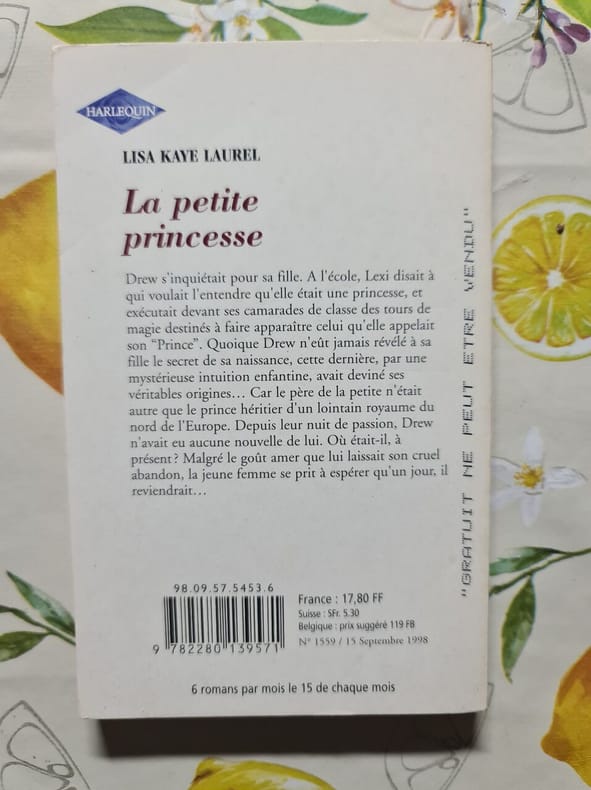 HARLEQUIN
LISA KAYE LAUREL
La petite
princesse
Drew s'inquiétait pour sa fille. A l'école, Lexi disait à
qui voulait l'entendre qu'elle était une princesse, et
exécutait devant ses camarades de classe des tours de
magie destinés à faire apparaître celui qu'elle appelait
son “Prince”. Quoique Drew n'eût jamais révélé à sa
fille le secret de sa naissance, cette dernière, par une
mystérieuse intuition enfantine, avait deviné ses
véritables origines... Car le père de la petite n'était
autre que le prince héritier d'un lointain royaume du
nord de l'Europe. Depuis leur nuit de passion, Drew
n'avait eu aucune nouvelle de lui. Où était-il, à
présent ? Malgré le goût amer que lui laissait son cruel
abandon, la jeune femme se prit à espérer qu'un jour, il
reviendrait...
"GRATUIT NE PEUT ETRE VENDU"
98.09.57.5453.6
9 782280 139571
France : 17,80 FF
Suisse : SFr. 5.30
Belgique : prix suggéré 119 FB
N° 1559 / 15 Septembre 1998
6 romans par mois le 15 de chaque mois